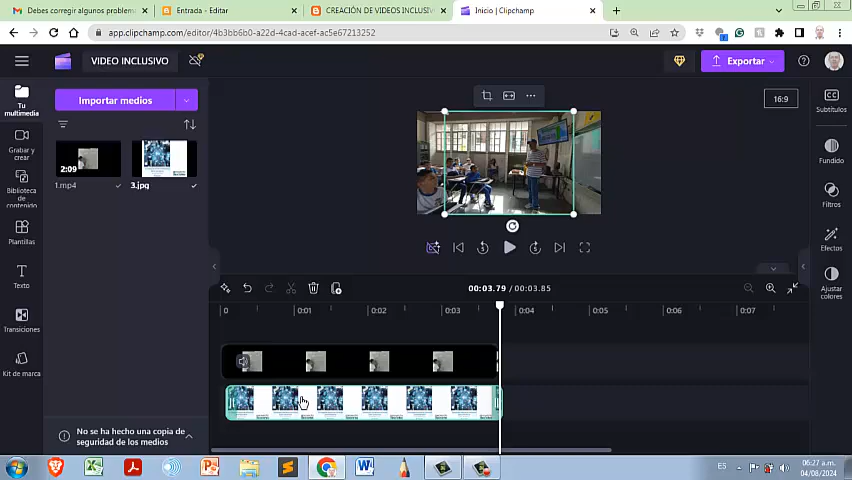 Debes corregir algunos problem
Entrada - Editar
CREACIÓN DE VIDEOS INCLUSIV
Inicio | Clipchamp
app.clipchamp.com/editor/4b3bb6b0-a22d-4cad-acef-ac5e67213252
VIDEO INCLUSIVO
Exportar
Tu multimedia
Grabar y crear
Biblioteca de contenido
Plantillas
Texto
Transiciones
Kit de marca
Importar medios
2:09
1.mp4
3.jpg
No se ha hecho una copia de
seguridad de los medios
16:9
Subtítulos
Fundido
Filtros
Efectos
Ajustar
colores
00:03.79 / 00:03.85
0
0:01
0:02
0:03
0:04
0:05
0:06
0:07
ES
06:27 a.m.
04/08/2024